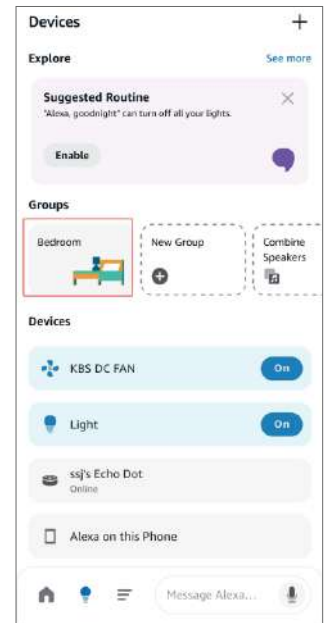 Devices
Explore See more
Suggested Routine
"Alexa, goodnight" can turn off all your lights.
Enable
Groups
Bedroom
New Group
Combine
Speakers
Devices
KBS DC FAN On
Light On
ssj's Echo Dot
Online
Alexa on this Phone
Message Alexa...